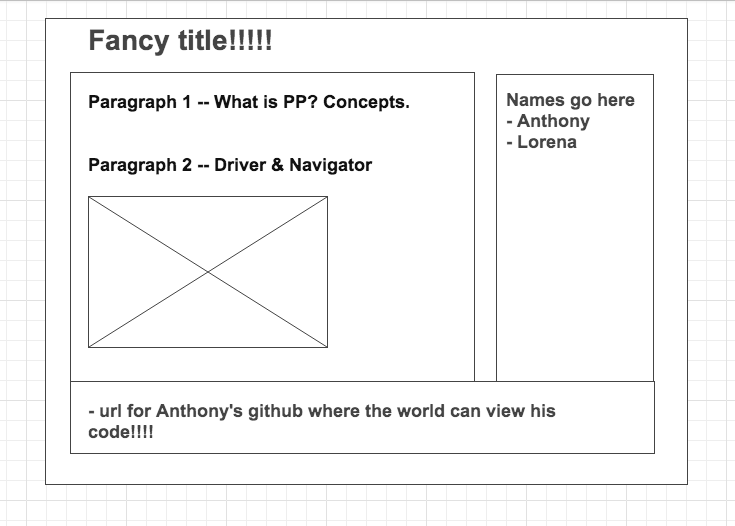 Fancy title!!!!!
Paragraph 1 -- What is PP? Concepts.
Paragraph 2 -- Driver & Navigator
Names go here
- Anthony
- Lorena
- url for Anthony's github where the world can view his
code!!!!